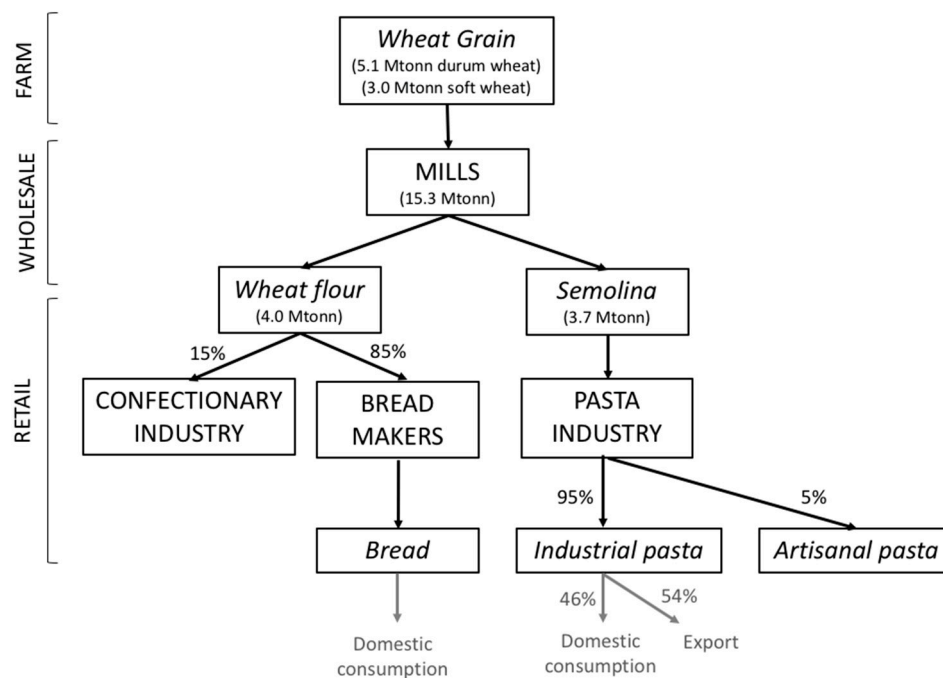 FARM
Wheat Grain
(5.1 Mtonn durum wheat)
(3.0 Mtonn soft wheat)
WHOLESALE
MILLS
(15.3 Mtonn)
RETAIL
Wheat flour
(4.0 Mtonn)
Semolina
(3.7 Mtonn)
15%
85%
CONFECTIONARY
INDUSTRY
BREAD
MAKERS
PASTA
INDUSTRY
95%
5%
Bread
Industrial pasta
Artisanal pasta
46%
54%
Domestic
consumption
Domestic
consumption
Export